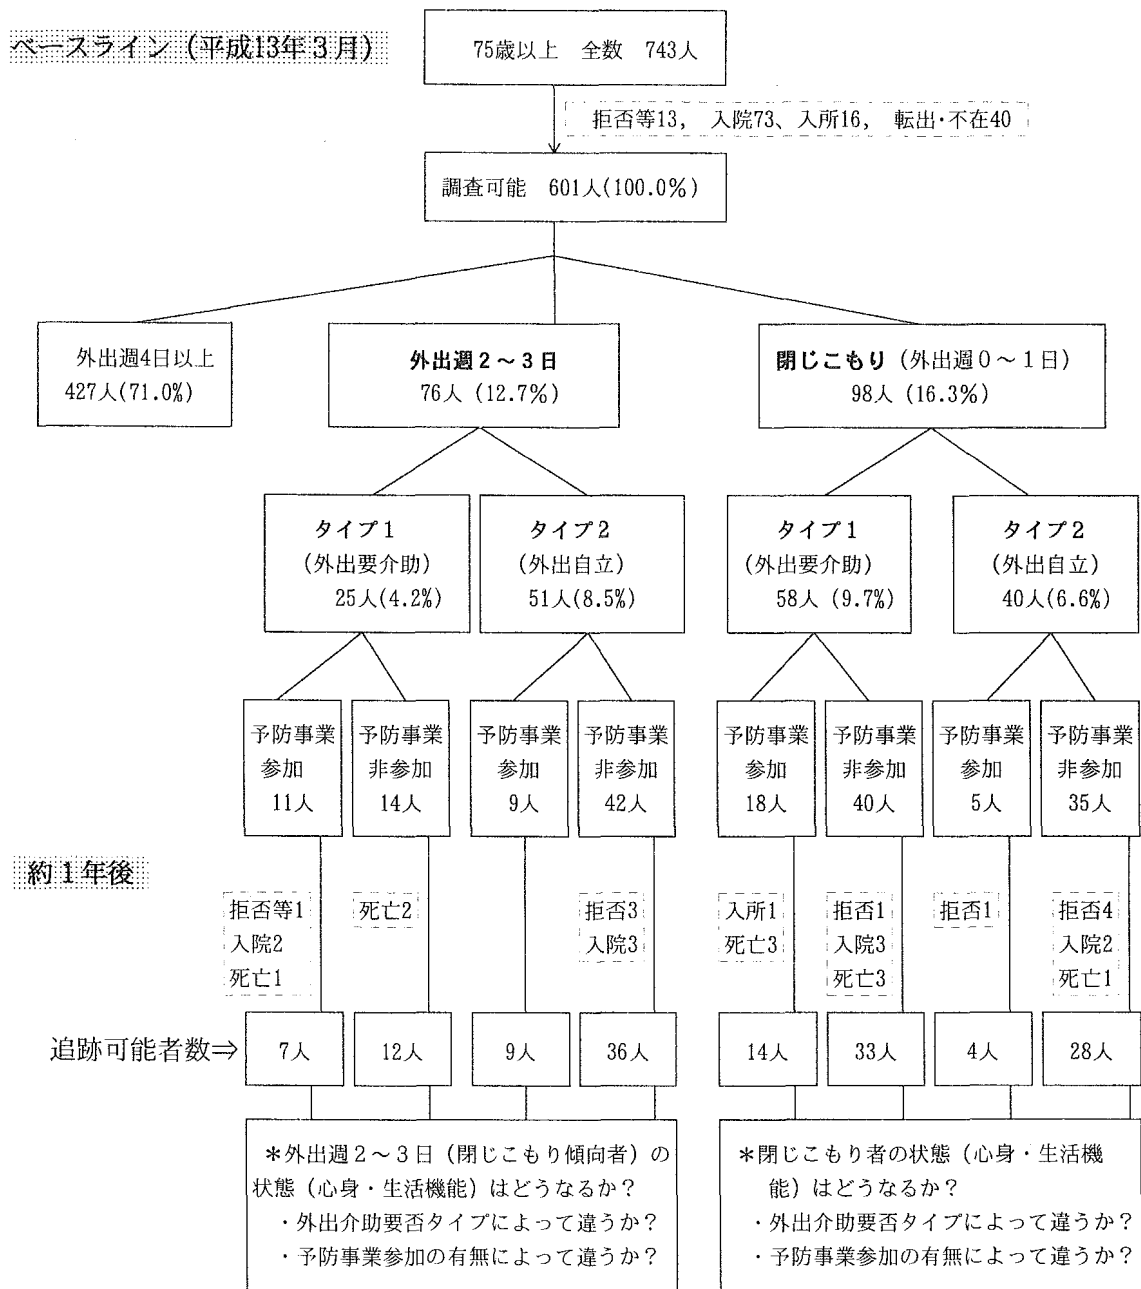 ベースライン（平成13年３月）
75歳以上　全数　743人
拒否等13，　入院73、入所16，　転出・不在40
調査可能　601人(100.0％)
外出週4日以上
427人(71.0%)
外出週２～３日
76人（12.7％）
閉じこもり（外出週０～１日）
98人（16.3％）
タイプ１
（外出要介助）
25人(4.2%)
タイプ２
（外出自立）
51人(8.5%)
タイプ１
（外出要介助）
58人（9.7%）
タイプ２
（外出自立）
40人(6.6%)
予防事業
参加
11人
予防事業
非参加
14人
予防事業
参加
9人
予防事業
非参加
42人
予防事業
参加
18人
予防事業
非参加
40人
予防事業
参加
5人
予防事業
非参加
35人
約１年後
拒否等1
入院2
死亡1
死亡2
拒否3
入院3
入所1
死亡3
拒否1
入院3
死亡3
拒否1
拒否4
入院2
死亡1
追跡可能者数⇒
7人
12人
9人
36人
14人
33人
4人
28人
＊外出週２～３日（閉じこもり傾向者）の
状態（心身・生活機能）はどうなるか？
・外出介助要否タイプによって違うか？
・予防事業参加の有無によって違うか？
＊閉じこもり者の状態（心身・生活機
能）はどうなるか？
・外出介助要否タイプによって違うか？
・予防事業参加の有無によって違うか？